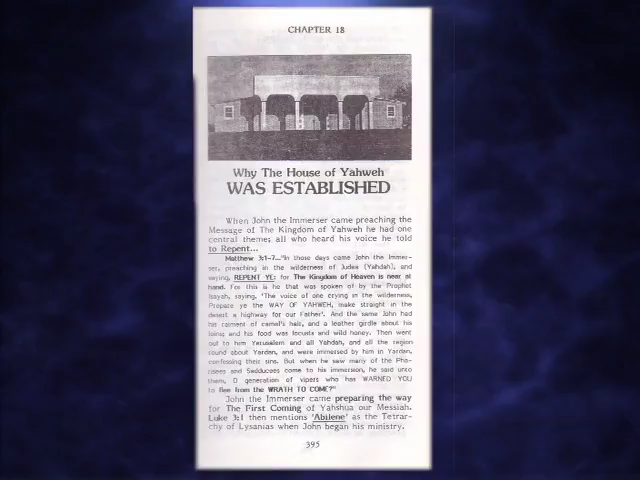 CHAPTER 18
Why The House of Yahweh
WAS ESTABLISHED
When John the Immerser came preaching the
Message of The Kingdom of Yahweh he had one
central theme; all who heard his voice he told
to Repent...
Matthew 3:1-7..."In those days came John the Immer-
ser, preaching in the wilderness of Judea (Yahdah), and
saying, REPENT YE: for The Kingdom of Heaven is near at
hand. For this is he that was spoken of by the Prophet
Isayah, saying, 'The voice of one crying in the wilderness,
Prepare ye the WAY OF YAHWEH, make straight in the
desert a highway for our Father'. And the same John had
his raiment of camel's hair, and a leather girdle about his
loins; and his food was locusts and wild honey. Then went
out to him Yerusalem and all Yahdah, and all the region
round about Yardan, and were immersed by him in Yardan,
confessing their sins. But when he saw many of the Pha-
risees and Sadducees come to his immersion, he said unto
them, O generation of vipers who has WARNED YOU
to flee from the WRATH TO COME?"
John the Immerser came preparing the way
for The First Coming of Yahshua our Messiah.
Luke 3:1 then mentions 'Abilene' as the Tetrar-
chy of Lysanias when John began his ministry.
395